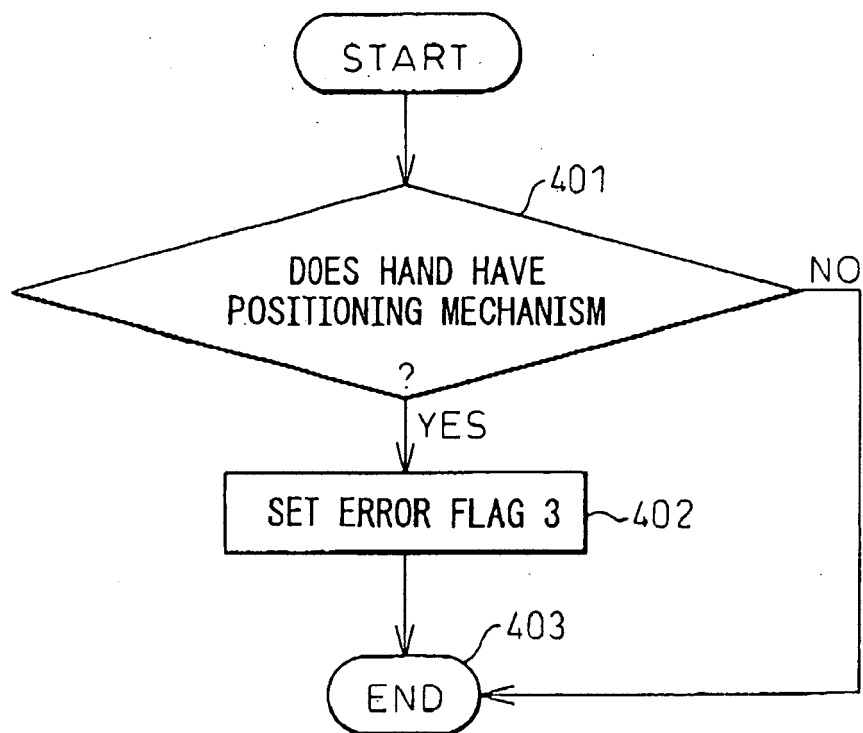 START
401
DOES HAND HAVE
POSITIONING MECHANISM
?
NO
YES
SET ERROR FLAG 3
402
403
END